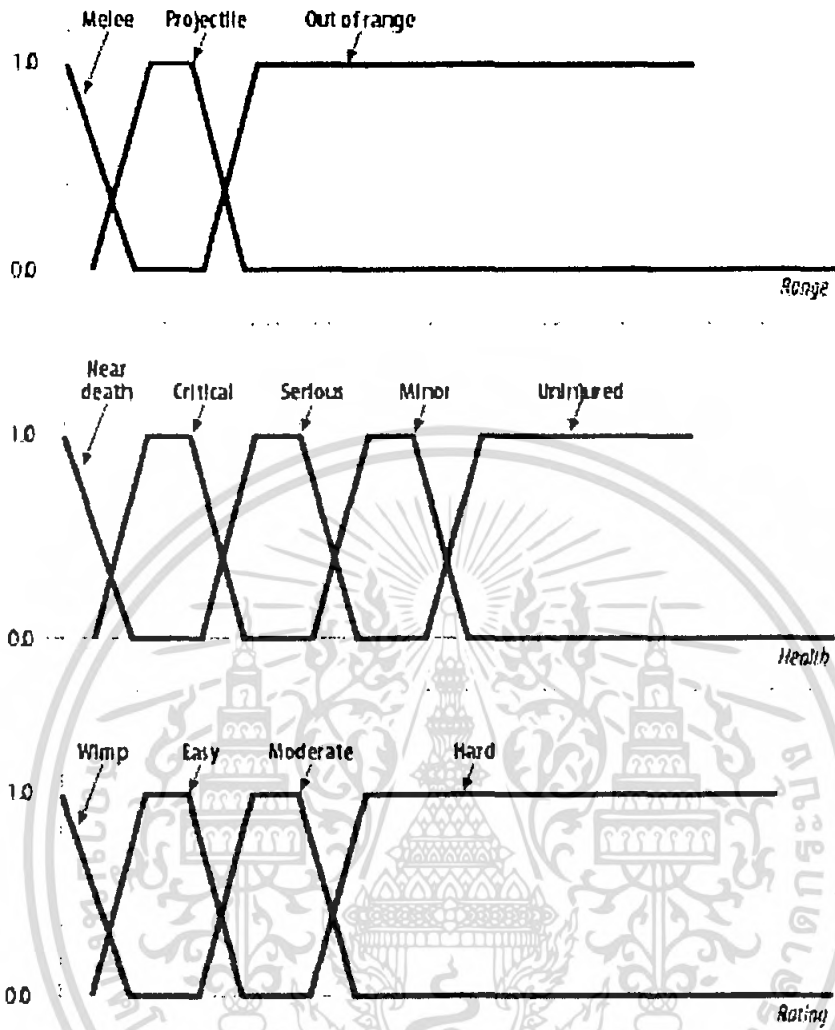 Melee Projectile Out of range
1.0
0.0
Range
Near
death Critical Serious Minor Uninjured
1.0
0.0
Health
Wimp Easy Moderate Hard
1.0
0.0
Rating